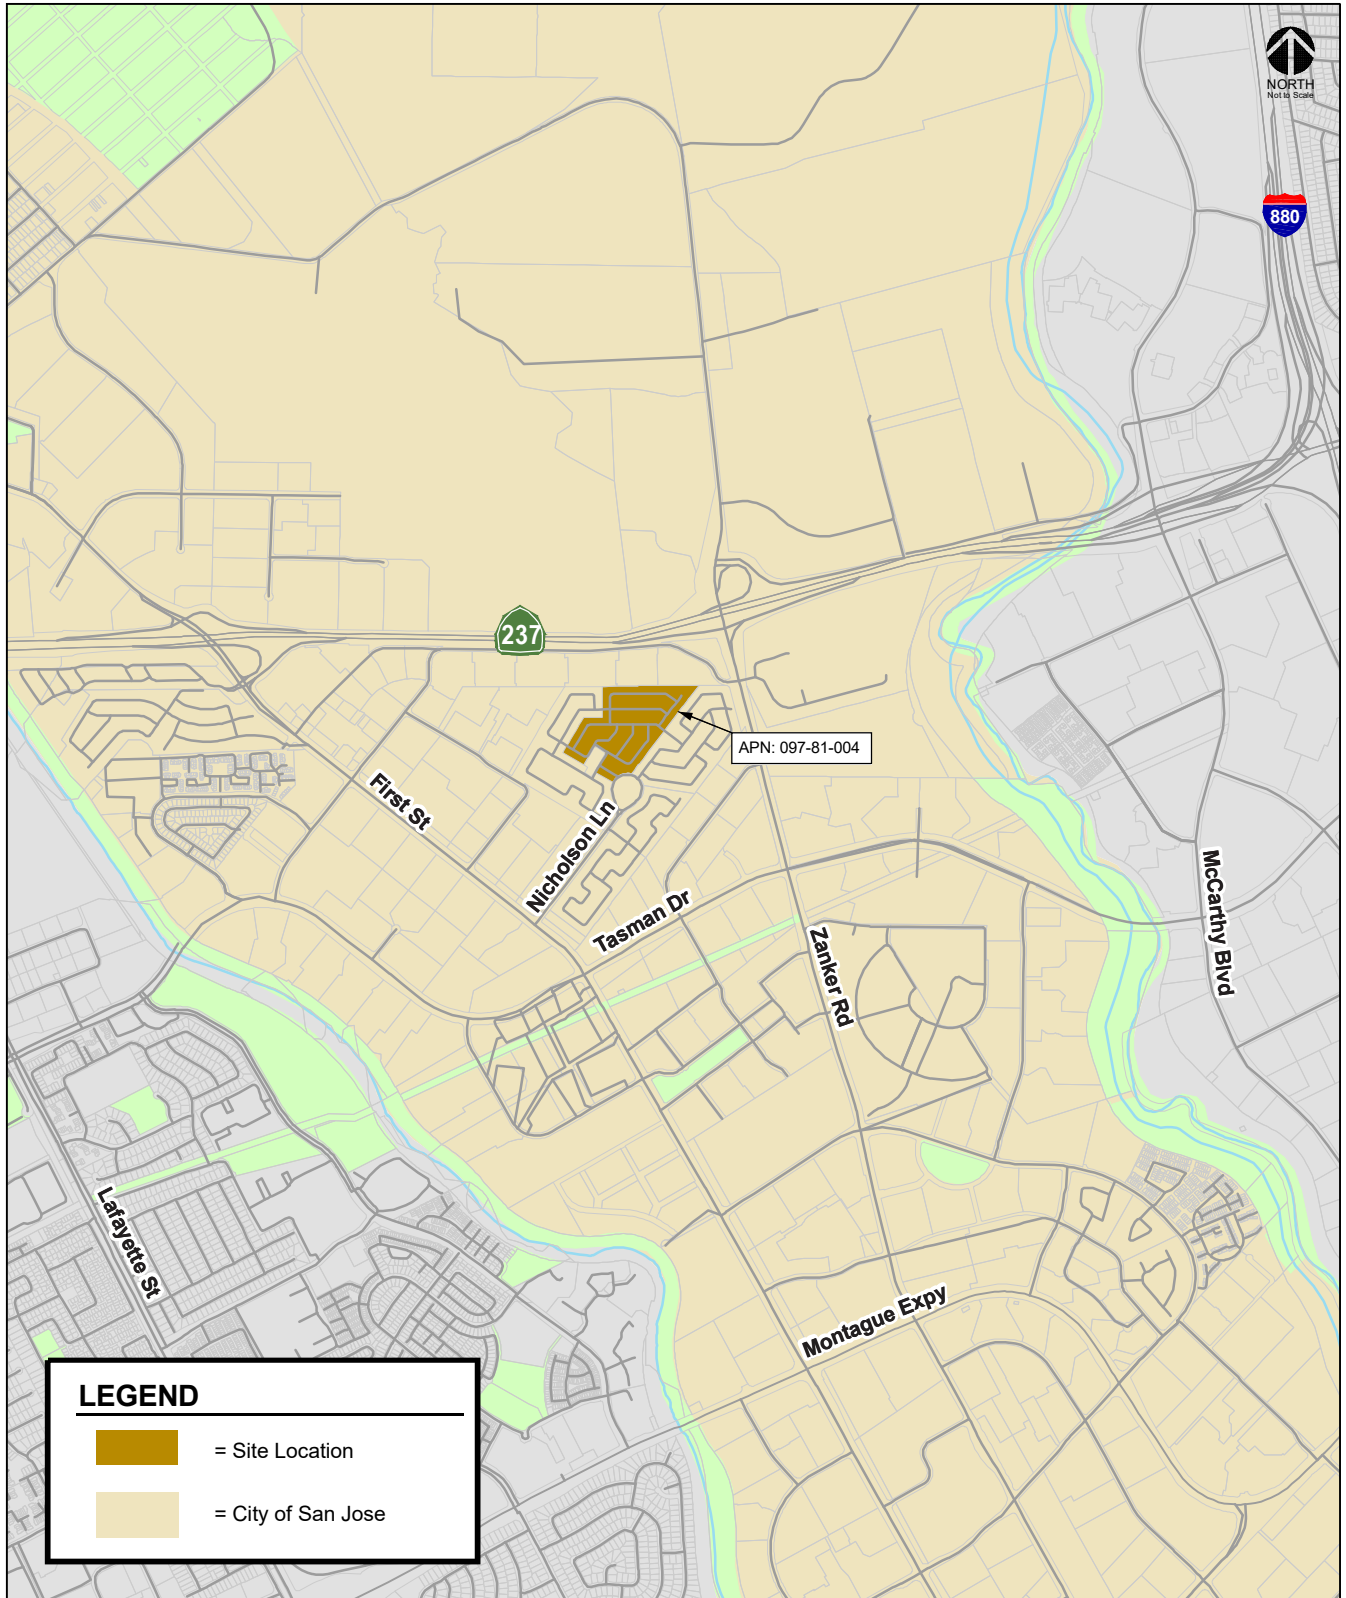 NORTH
Not to Scale
880
237
APN: 097-81-004
First St
Nicholson Ln
Tasman Dr
Zanker Rd
McCarthy Blvd
Lafayette St
Montague Expy
LEGEND
= Site Location
= City of San Jose